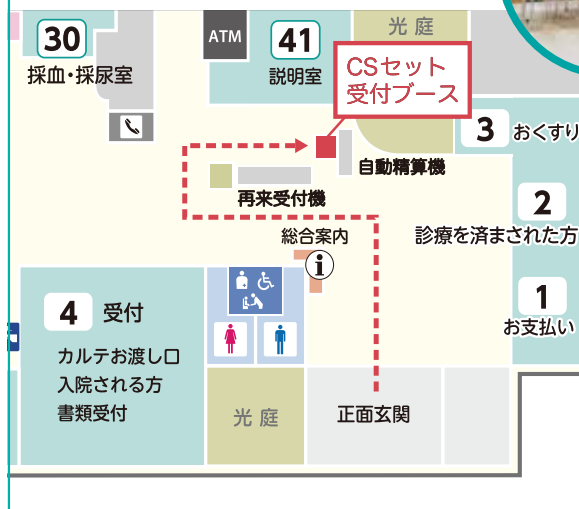 30
採血・採尿室
ATM
41
説明室
光庭
CSセット
受付ブース
3 おくすり
自動精算機
再来受付機
2
診療を済まされた方
総合案内
i
1
お支払い
4 受付
カルテお渡し口
入院される方
書類受付
光庭
正面玄関